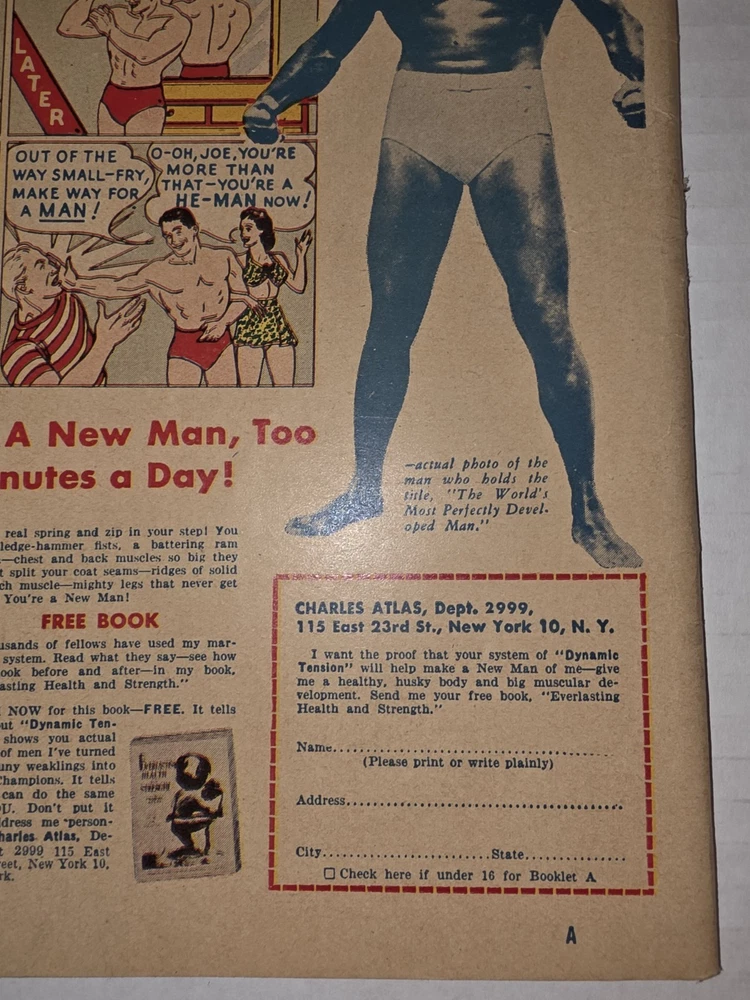 LATER
OUT OF THE
WAY SMALL-FRY,
MAKE WAY FOR
A MAN!
O-OH, JOE, YOU'RE
MORE THAN
THAT-YOU'RE A
HE-MAN NOW!
A New Man, Too
nutes a Day!
—actual photo of the
man who holds the
title, "The World's
Most Perfectly Devel-
oped Man."
real spring and zip in your step! You
ledge-hammer fists, a battering ram
—chest and back muscles so big they
t split your coat seams—ridges of solid
ch muscle—mighty legs that never get
You're a New Man!
FREE BOOK
usands of fellows have used my mar-
system. Read what they say—see how
ook before and after—in my book,
asting Health and Strength."
NOW for this book—FREE. It tells
ut "Dynamic Ten-
shows you actual
of men I've turned
uny weaklings into
Champions. It tells
can do the same
OU. Don't put it
ddress me person-
harles Atlas, De-
t 2999 115 East
reet, New York 10,
rk.
EVERLASTING
HEALTH
AND
STRENGTH
CHARLES ATLAS, Dept. 2999,
115 East 23rd St., New York 10, N. Y.
I want the proof that your system of "Dynamic
Tension" will help make a New Man of me—give
me a healthy, husky body and big muscular de-
velopment. Send me your free book, "Everlasting
Health and Strength."
Name..............................................
(Please print or write plainly)
Address..............................................
City.............................State.................
☐ Check here if under 16 for Booklet A
A